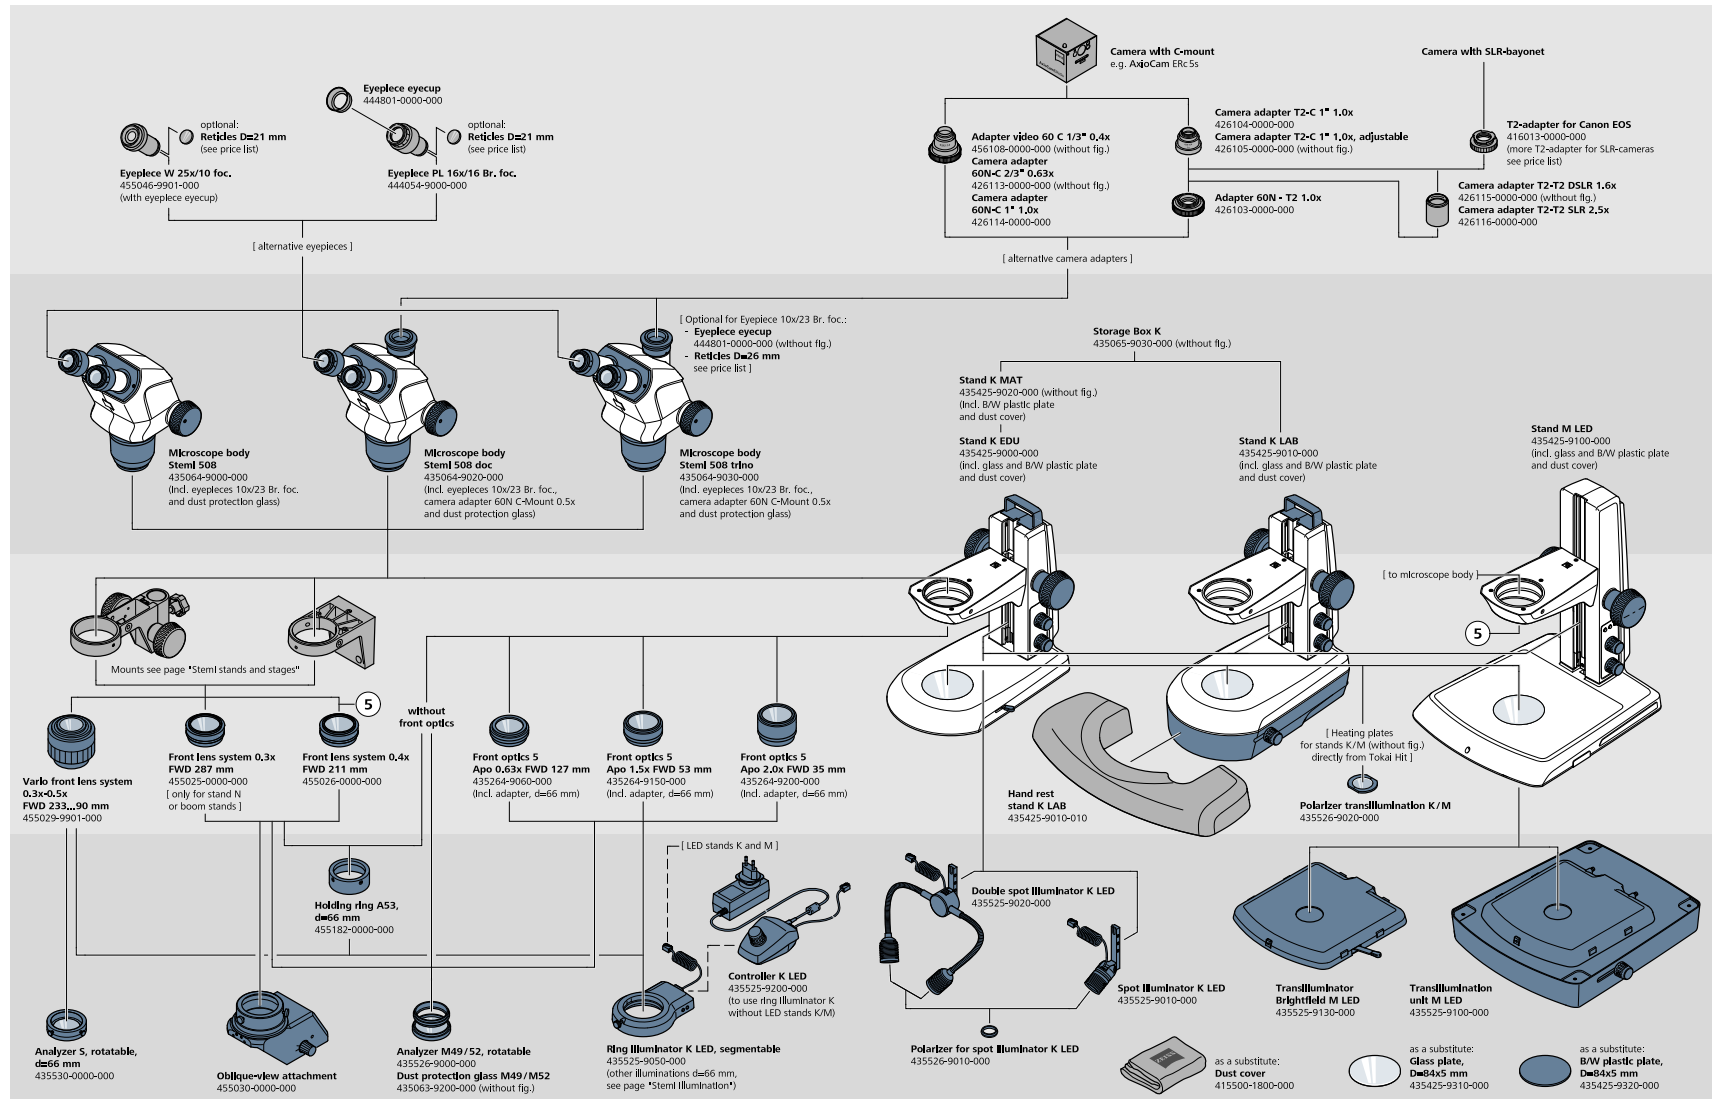 Camera with C-mount
e.g. AxioCam ERc 5s
Camera with SLR-bayonet
Eyepiece eyecup
444801-0000-000
optional:
Reticles D=21 mm
(see price list)
optional:
Reticles D=21 mm
(see price list)
Eyepiece W 25x/10 foc.
455046-9901-000
(with eyepiece eyecup)
Eyepiece PL 16x/16 Br. foc.
444054-9000-000
Adapter video 60 C 1/3" 0.4x
456108-0000-000 (without fig.)
Camera adapter
60N-C 2/3" 0.63x
426113-0000-000 (without fig.)
Camera adapter
60N-C 1" 1.0x
426114-0000-000
Camera adapter T2-C 1" 1.0x
426104-0000-000
Camera adapter T2-C 1" 1.0x, adjustable
426105-0000-000 (without fig.)
T2-adapter for Canon EOS
416013-0000-000
(more T2-adapter for SLR-cameras
see price list)
Adapter 60N - T2 1.0x
426103-0000-000
Camera adapter T2-T2 DSLR 1.6x
426115-0000-000 (without fig.)
Camera adapter T2-T2 SLR 2,5x
426116-0000-000
[ alternative eyepieces ]
[ alternative camera adapters ]
[ Optional for Eyepiece 10x/23 Br. foc.:
- Eyepiece eyecup
444801-0000-000 (without fig.)
- Reticles D=26 mm
see price list ]
Storage Box K
435065-9030-000 (without fig.)
Stand K MAT
435425-9020-000 (without fig.)
(Incl. B/W plastic plate
and dust cover)
Stand K EDU
435425-9000-000
(incl. glass and B/W plastic plate
and dust cover)
Stand K LAB
435425-9010-000
(incl. glass and B/W plastic plate
and dust cover)
Stand M LED
435425-9100-000
(incl. glass and B/W plastic plate
and dust cover)
Microscope body
Stemi 508
435064-9000-000
(Incl. eyepieces 10x/23 Br. foc.
and dust protection glass)
Microscope body
Stemi 508 doc
435064-9020-000
(Incl. eyepieces 10x/23 Br. foc.,
camera adapter 60N C-Mount 0.5x
and dust protection glass)
Microscope body
Stemi 508 trino
435064-9030-000
(Incl. eyepieces 10x/23 Br. foc.,
camera adapter 60N C-Mount 0.5x
and dust protection glass)
[ to microscope body ]
5
Mounts see page "Stemi stands and stages"
5
without
front optics
Vario front lens system
0.3x-0.5x
FWD 233...90 mm
455029-9901-000
Front lens system 0.3x
FWD 287 mm
455025-0000-000
[ only for stand N
or boom stands ]
Front lens system 0.4x
FWD 211 mm
455026-0000-000
Front optics 5
Apo 0.63x FWD 127 mm
435264-9060-000
(Incl. adapter, d=66 mm)
Front optics 5
Apo 1.5x FWD 53 mm
435264-9150-000
(Incl. adapter, d=66 mm)
Front optics 5
Apo 2.0x FWD 35 mm
435264-9200-000
(Incl. adapter, d=66 mm)
Hand rest
stand K LAB
435425-9010-010
[ Heating plates
for stands K/M (without fig.)
directly from Tokai Hit ]
Polarizer transillumination K/M
435526-9020-000
Holding ring A53,
d=66 mm
455182-0000-000
[ LED stands K and M ]
Controller K LED
435525-9200-000
(to use ring illuminator K
without LED stands K/M)
Double spot illuminator K LED
435525-9020-000
Spot illuminator K LED
435525-9010-000
Transilluminator
Brightfield M LED
435525-9130-000
Transillumination
unit M LED
435525-9100-000
Analyzer S, rotatable,
d=66 mm
435530-0000-000
Oblique-view attachment
455030-0000-000
Analyzer M49/52, rotatable
435526-9000-000
Dust protection glass M49/M52
435063-9200-000 (without fig.)
Ring illuminator K LED, segmentable
435525-9050-000
(other illuminations d=66 mm,
see page "Stemi illumination")
Polarizer for spot illuminator K LED
435526-9010-000
as a substitute:
Dust cover
415500-1800-000
as a substitute:
Glass plate,
D=84x5 mm
435425-9310-000
as a substitute:
B/W plastic plate,
D=84x5 mm
435425-9320-000